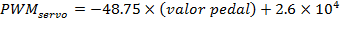 PWM_servo = −48.75 × (valor pedal) + 2.6 × 10^4